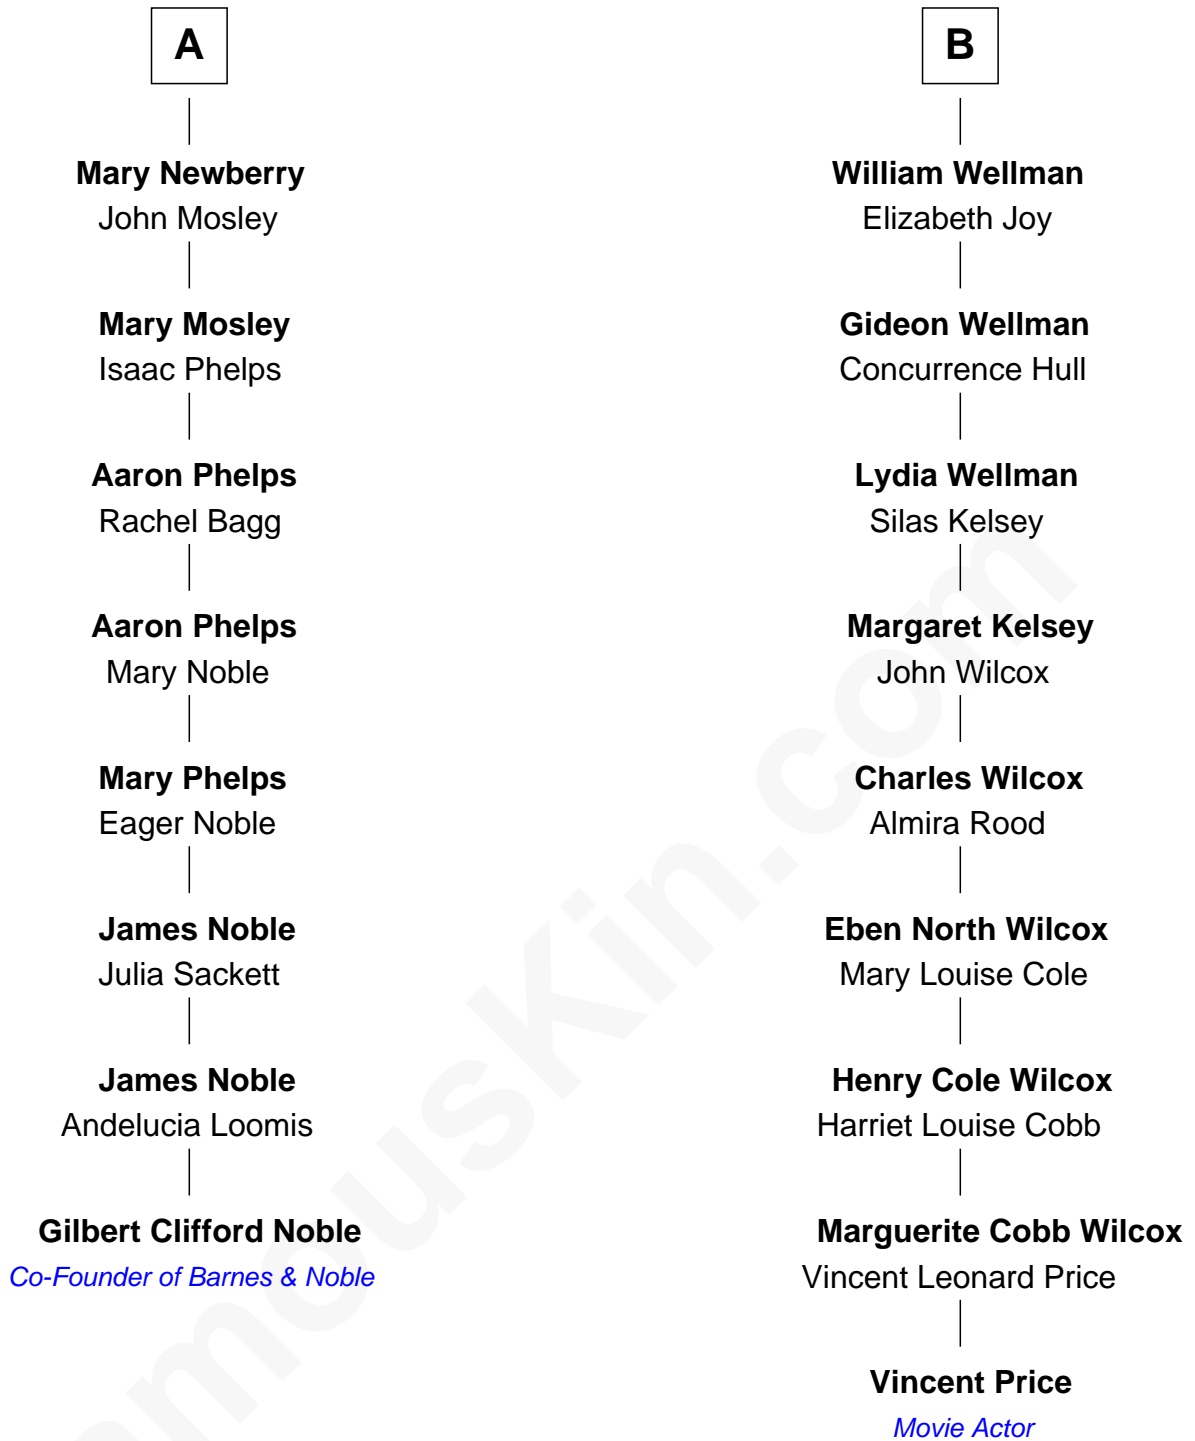 A
Mary Newberry
John Mosley
Mary Mosley
Isaac Phelps
Aaron Phelps
Rachel Bagg
Aaron Phelps
Mary Noble
Mary Phelps
Eager Noble
James Noble
Julia Sackett
James Noble
Andelucia Loomis
Gilbert Clifford Noble
Co-Founder of Barnes & Noble
B
William Wellman
Elizabeth Joy
Gideon Wellman
Concurrence Hull
Lydia Wellman
Silas Kelsey
Margaret Kelsey
John Wilcox
Charles Wilcox
Almira Rood
Eben North Wilcox
Mary Louise Cole
Henry Cole Wilcox
Harriet Louise Cobb
Marguerite Cobb Wilcox
Vincent Leonard Price
Vincent Price
Movie Actor
amousKin.com